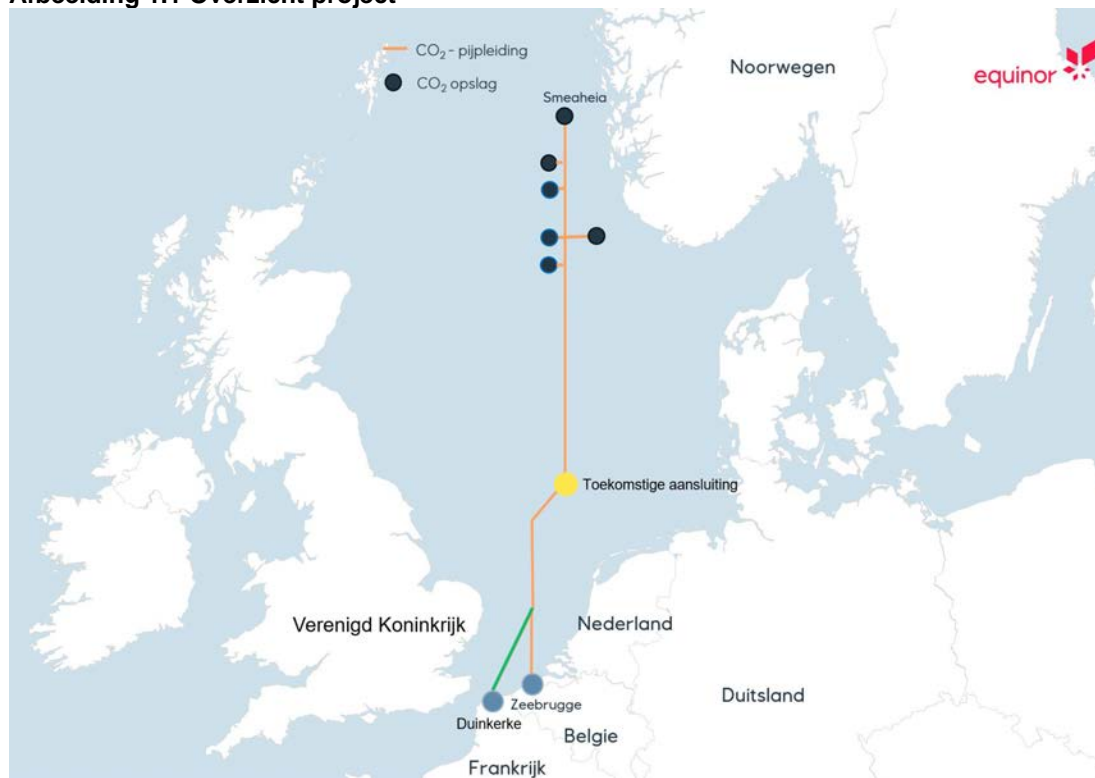 Afbeelding 1.1 Overzicht project
CO₂ - pijpleiding
CO₂ opslag
Noorwegen
equinor
Smeaheia
Toekomstige aansluiting
Verenigd Koninkrijk
Nederland
Duitsland
Zeebrugge
Duinkerke
Belgie
Frankrijk